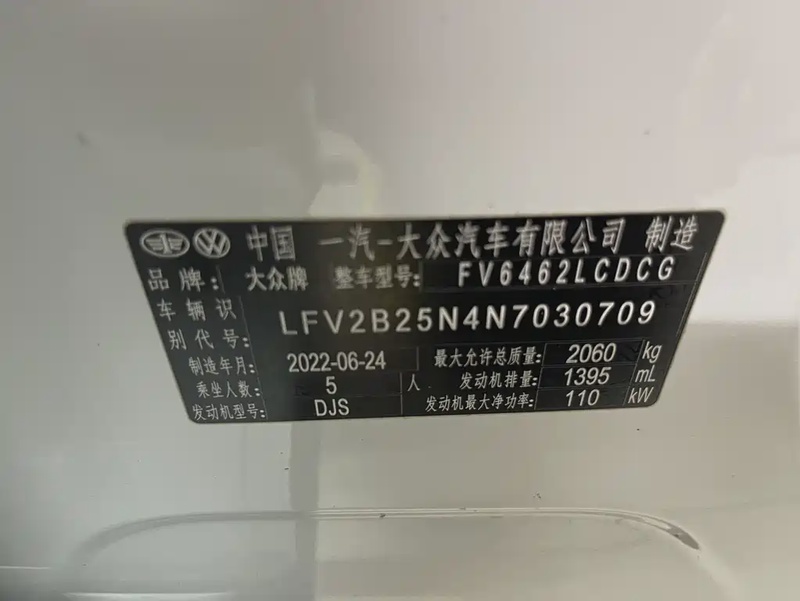 中国 一汽-大众汽车有限公司 制造
品牌: 大众牌 整车型号: FV6462LCDCG
车辆识别代号: LFV2B25N4N7030709
制造年月: 2022-06-24 最大允许总质量: 2060 kg
乘坐人数: 5 人 发动机排量: 1395 mL
发动机型号: DJS 发动机最大净功率: 110 kW